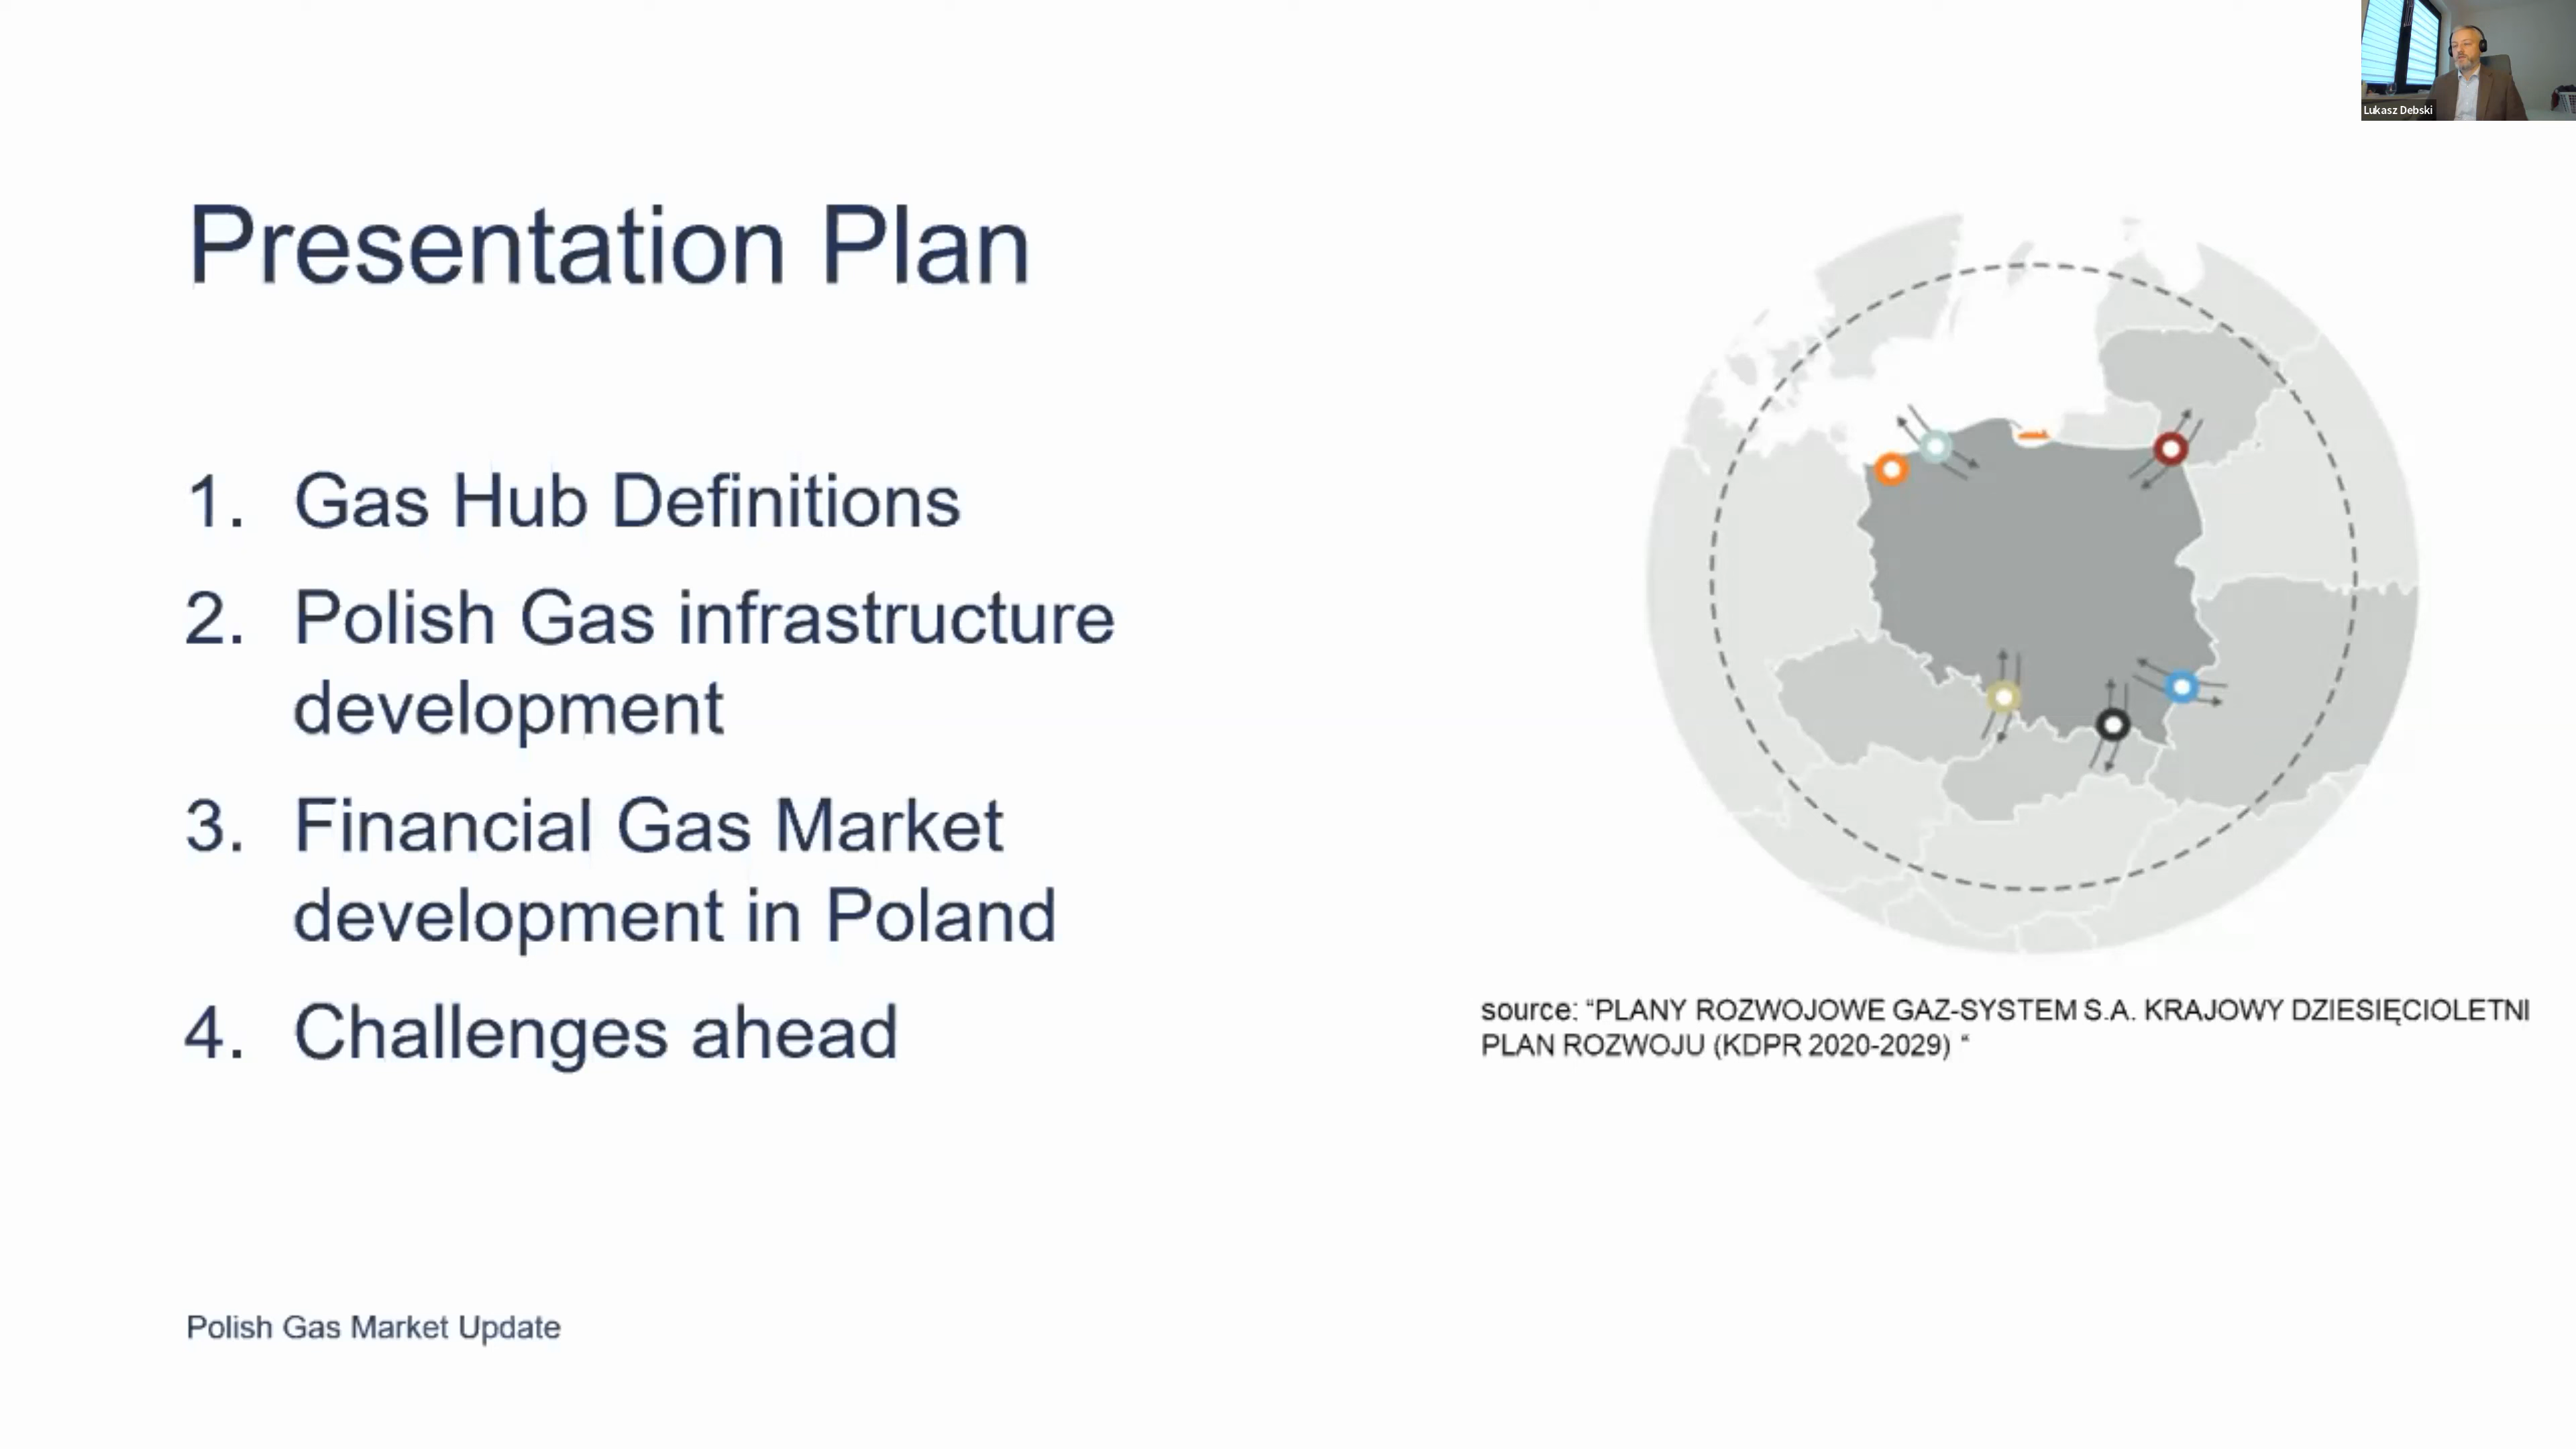 Lukasz Debski
Presentation Plan
1. Gas Hub Definitions
2. Polish Gas infrastructure
development
3. Financial Gas Market
development in Poland
4. Challenges ahead
source: “PLANY ROZWOJOWE GAZ-SYSTEM S.A. KRAJOWY DZIESIĘCIOLETNI
PLAN ROZWOJU (KDPR 2020-2029) “
Polish Gas Market Update